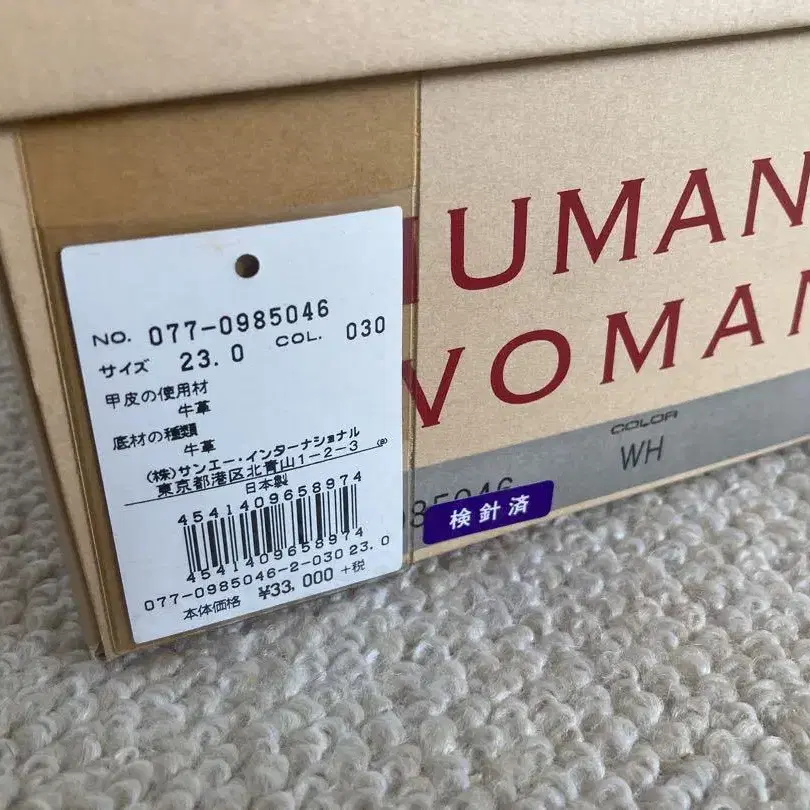 NO. 077-0985046
サイズ 23.0 COL. 030
甲皮の使用材
牛革
底材の種類
牛革
(株)サンエー・インターナショナル
東京都港区北青山1-2-3
日本製
4541409658974
4541409658974
077-0985046-2-030 23.0
本体価格 ¥33,000 +税
HUMAN
WOMAN
COLOR
WH
985046
検針済